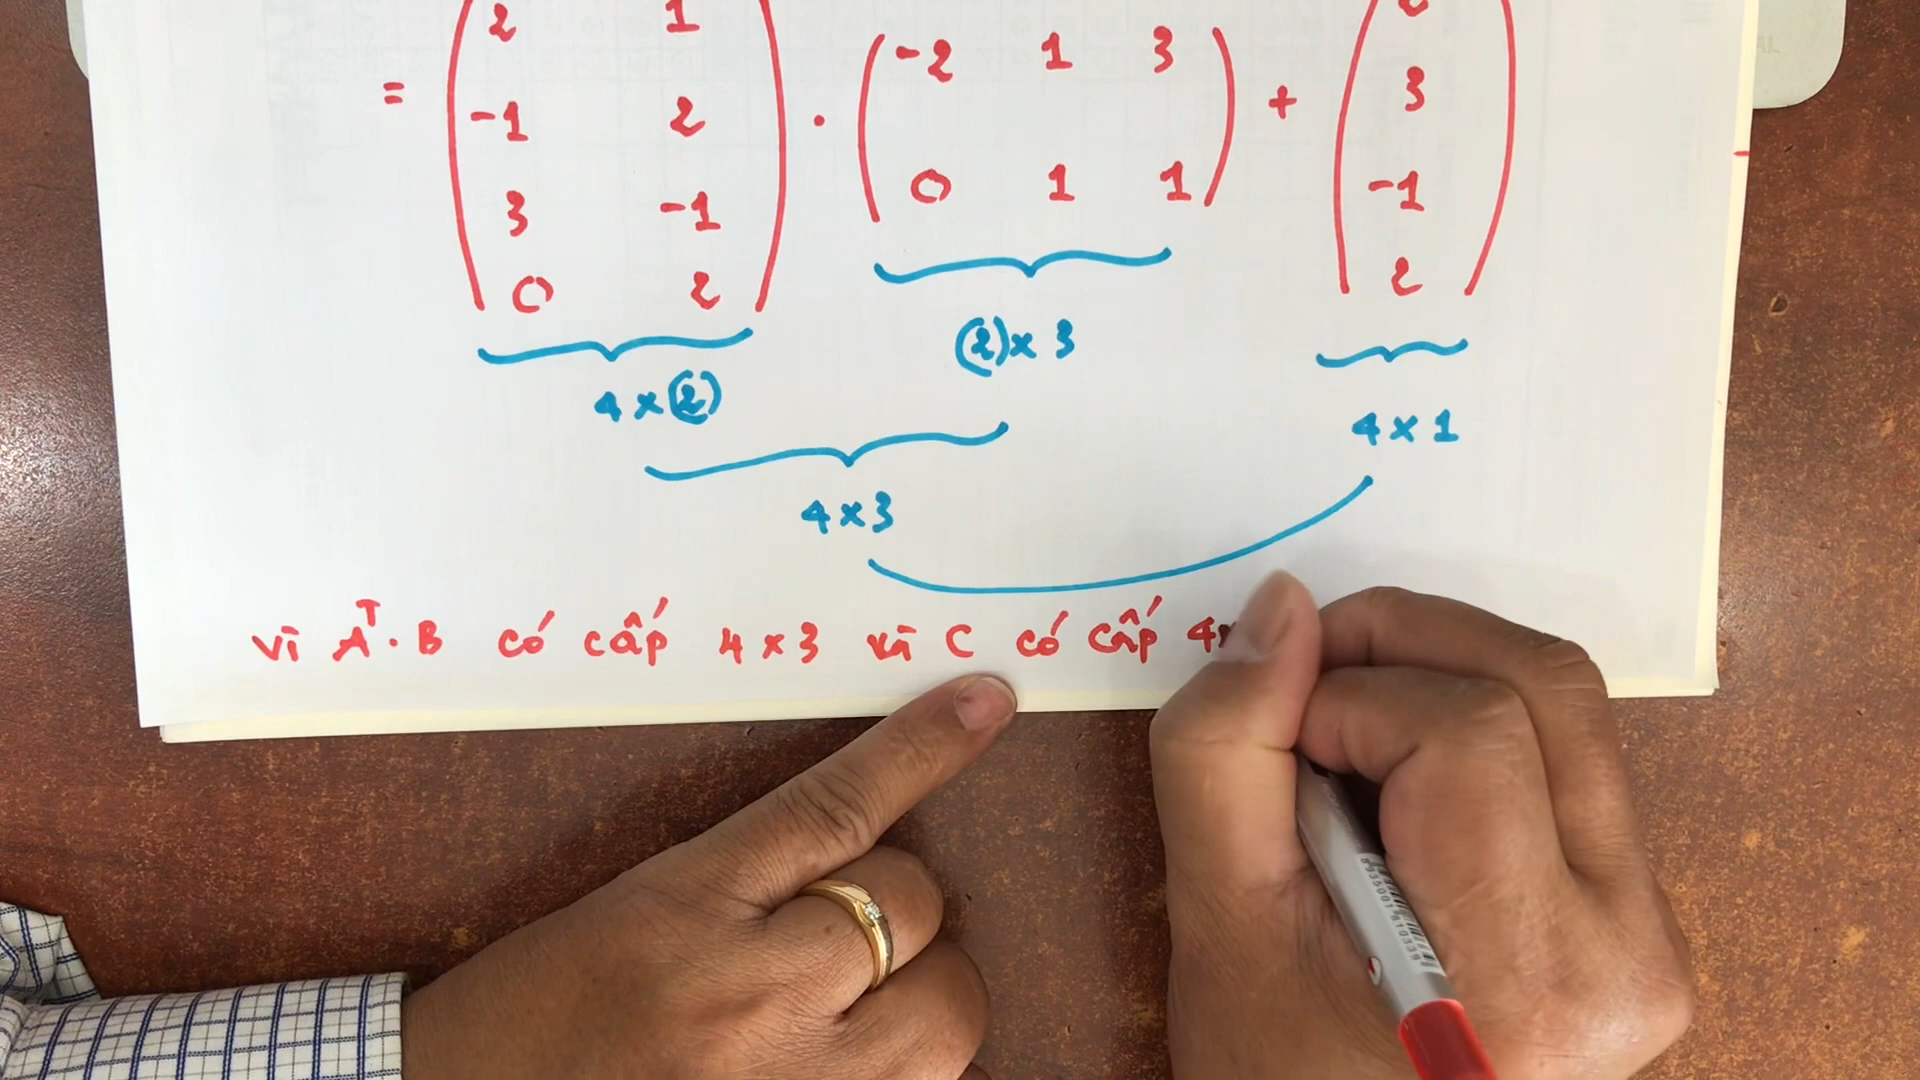 2 1
= -1 2 . -2 1 3 + 3
3 -1 0 1 1 -1
0 2 2
(2) x 3
4 x (2) 4 x 1
4 x 3
Vì Aᵀ . B có cấp 4 x 3 và C có cấp 4x